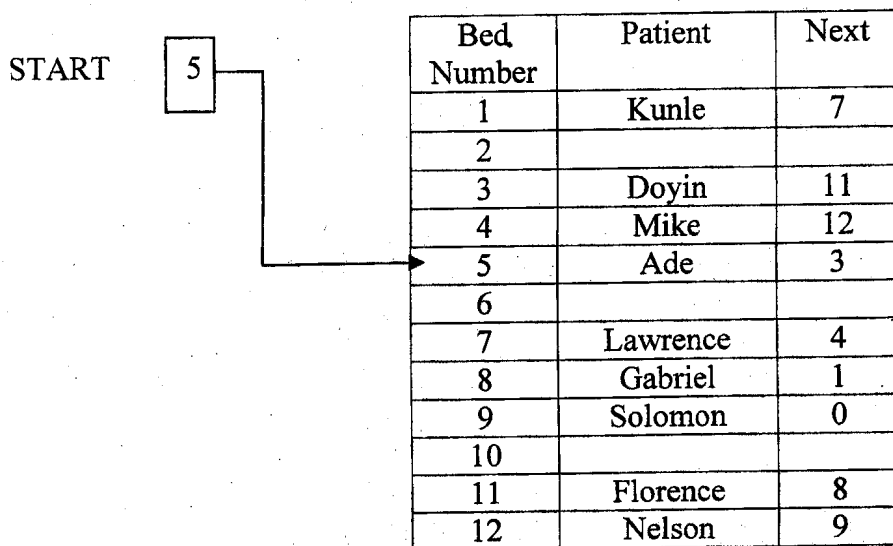 START 5
Bed Patient Next
Number
1 Kunle 7
2
3 Doyin 11
4 Mike 12
5 Ade 3
6
7 Lawrence 4
8 Gabriel 1
9 Solomon 0
10
11 Florence 8
12 Nelson 9